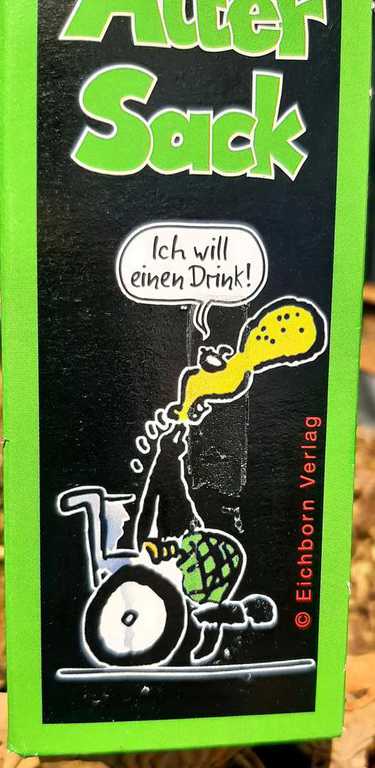 Alter
Sack
Ich will
einen Drink!
© Eichborn Verlag